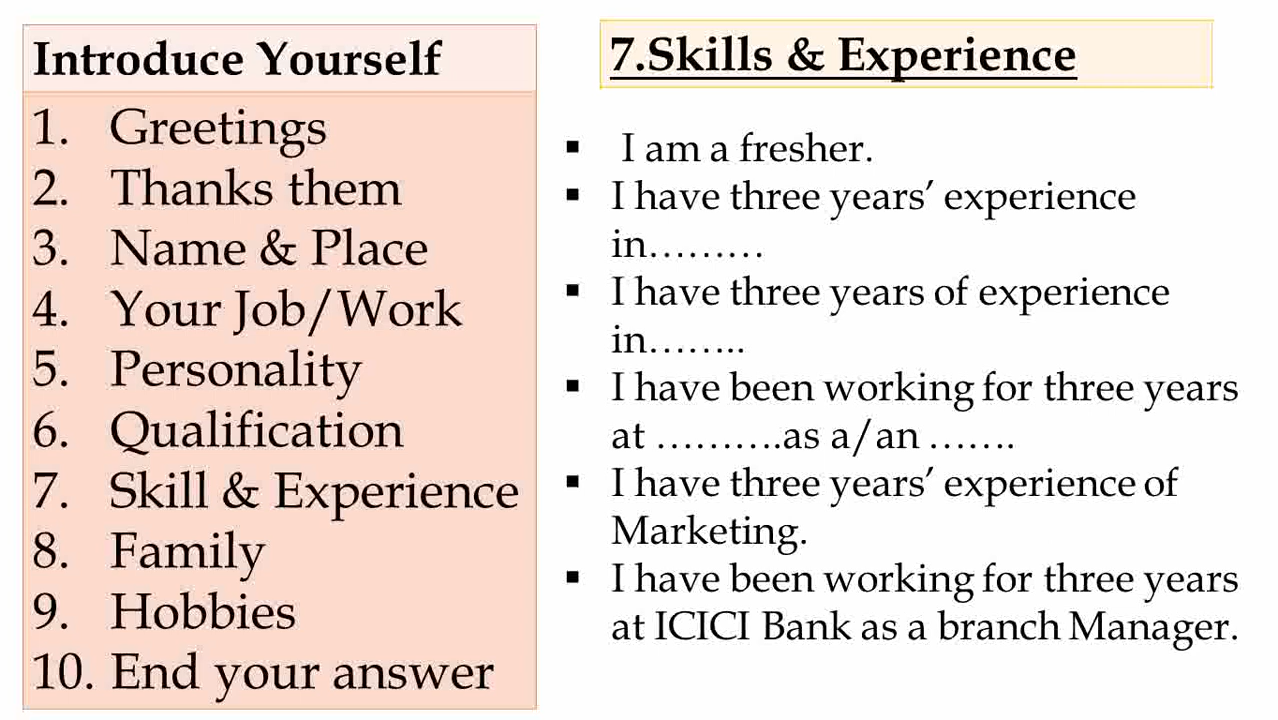 Introduce Yourself
1. Greetings
2. Thanks them
3. Name & Place
4. Your Job/Work
5. Personality
6. Qualification
7. Skill & Experience
8. Family
9. Hobbies
10. End your answer
7.Skills & Experience
▪ I am a fresher.
▪ I have three years’ experience
in………
▪ I have three years of experience
in……..
▪ I have been working for three years
at ……….as a/an …….
▪ I have three years’ experience of
Marketing.
▪ I have been working for three years
at ICICI Bank as a branch Manager.